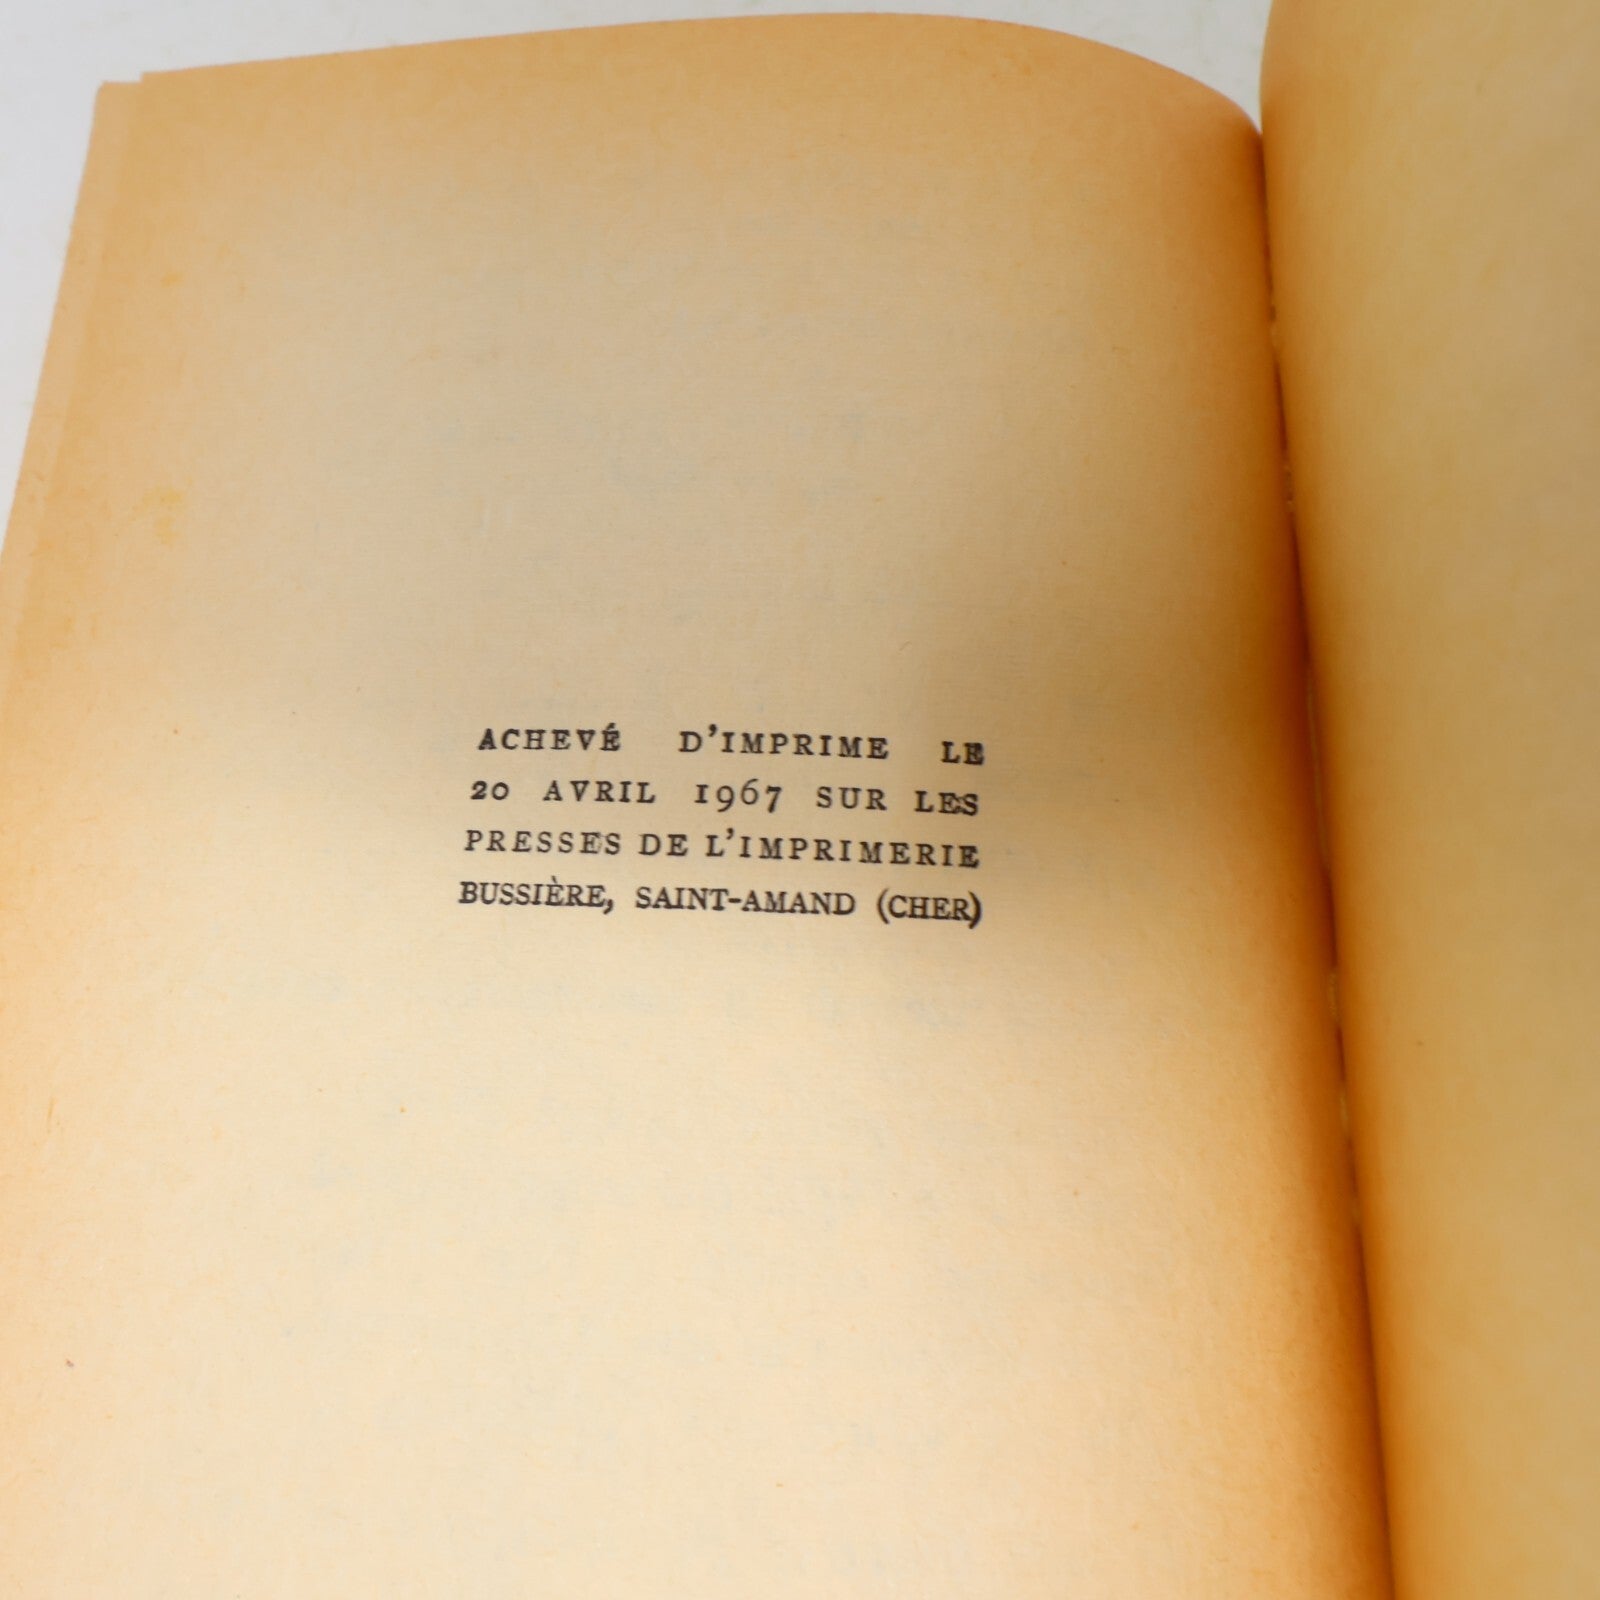 ACHEVÉ D'IMPRIME LE
20 AVRIL 1967 SUR LES
PRESSES DE L'IMPRIMERIE
BUSSIÈRE, SAINT-AMAND (CHER)